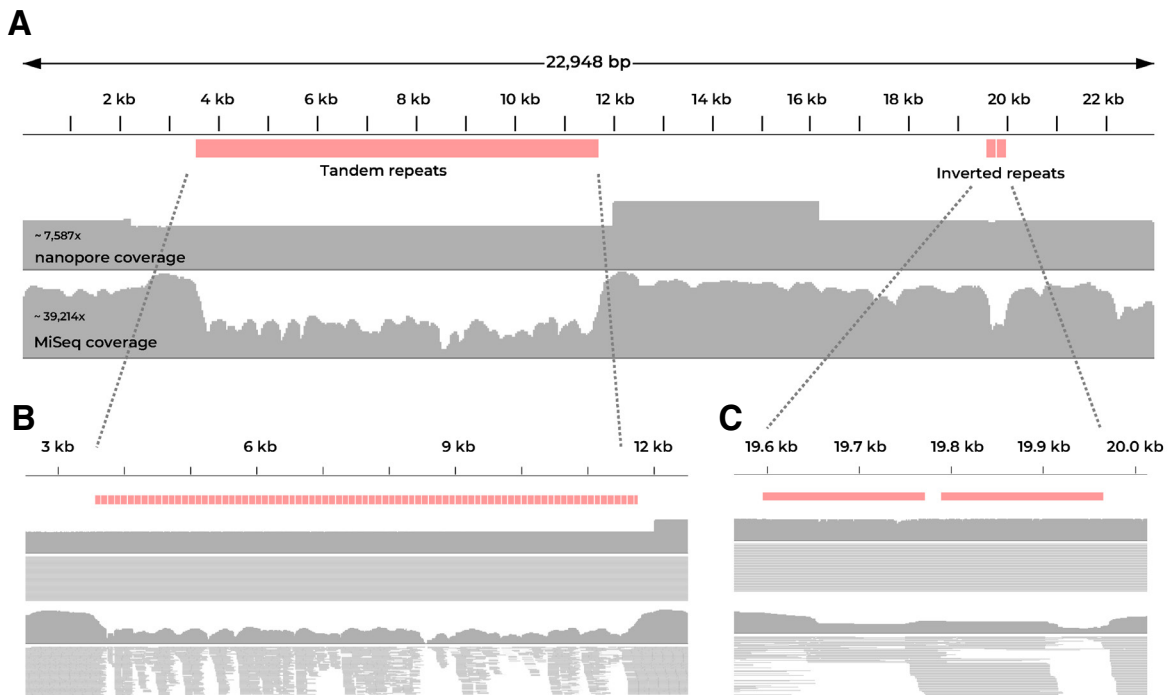 A
22,948 bp
2 kb 4 kb 6 kb 8 kb 10 kb 12 kb 14 kb 16 kb 18 kb 20 kb 22 kb
Tandem repeats Inverted repeats
~ 7,587x
nanopore coverage
~ 39,214x
MiSeq coverage
B
3 kb 6 kb 9 kb 12 kb
C
19.6 kb 19.7 kb 19.8 kb 19.9 kb 20.0 kb